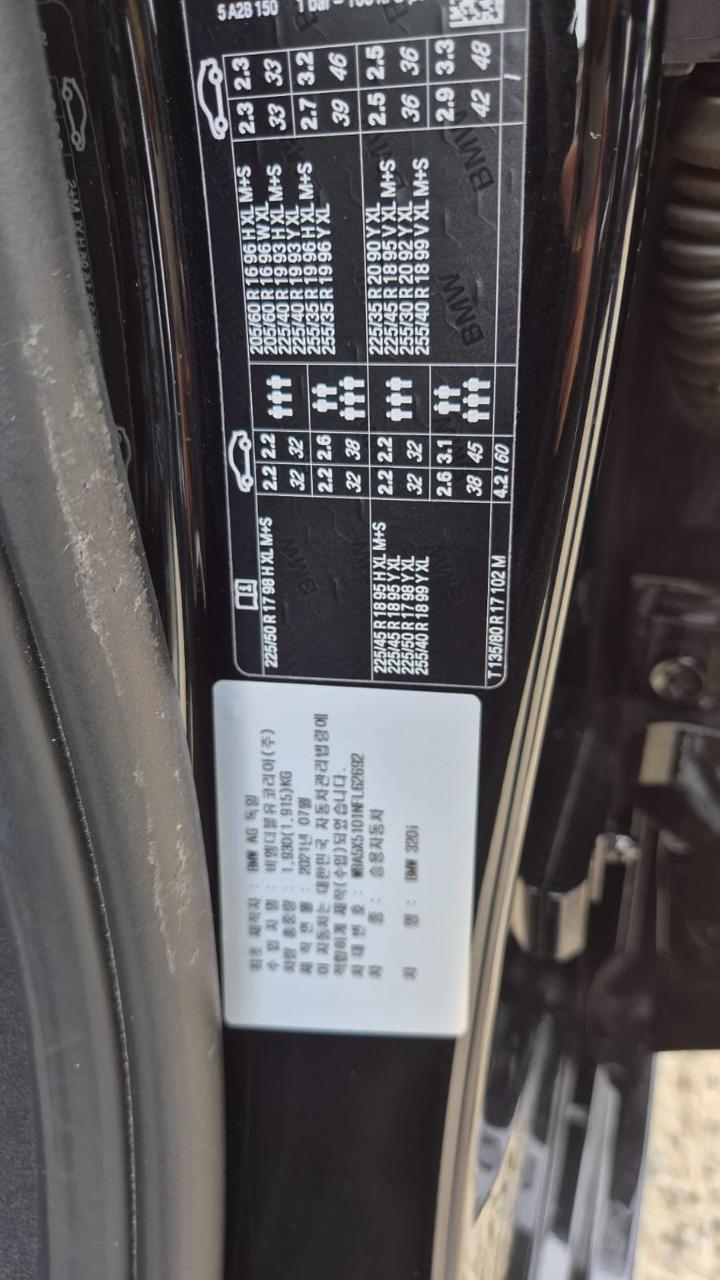 최초 제작자 : BMW AG 독일
수 입 자 명 : 비엠더블유코리아(주)
차량 총중량 : 1,930(1,915)KG
제 작 연 월 : 2021년 07월
이 자동차는 대한민국 자동차관리법령에
적합하게 제작(수입)되었습니다.
차 대 번 호 : WBA5X5101NFL62692
차 종 : 승용자동차
차 명 : BMW 320i
5 A2B 150 1 bar =
225/50 R 17 98 H XL M+S
2.2 2.2
32 32
2.2 2.6
32 38
225/45 R 18 95 H XL M+S
225/45 R 18 95 Y XL
225/50 R 17 98 Y XL
255/40 R 18 99 Y XL
2.2 2.2
32 32
2.6 3.1
38 45
T 135/80 R 17 102 M
4.2 / 60
205/60 R 16 96 H XL M+S
205/60 R 16 96 W XL
225/40 R 19 93 H XL M+S
225/40 R 19 93 Y XL
255/35 R 19 96 H XL M+S
255/35 R 19 96 Y XL
2.3 2.3
33 33
2.7 3.2
39 46
225/35 R 20 90 Y XL
225/45 R 18 95 V XL M+S
255/30 R 20 92 Y XL
255/40 R 18 99 V XL M+S
2.5 2.5
36 36
2.9 3.3
42 48
/
BMW
BMW
BMW
BMW